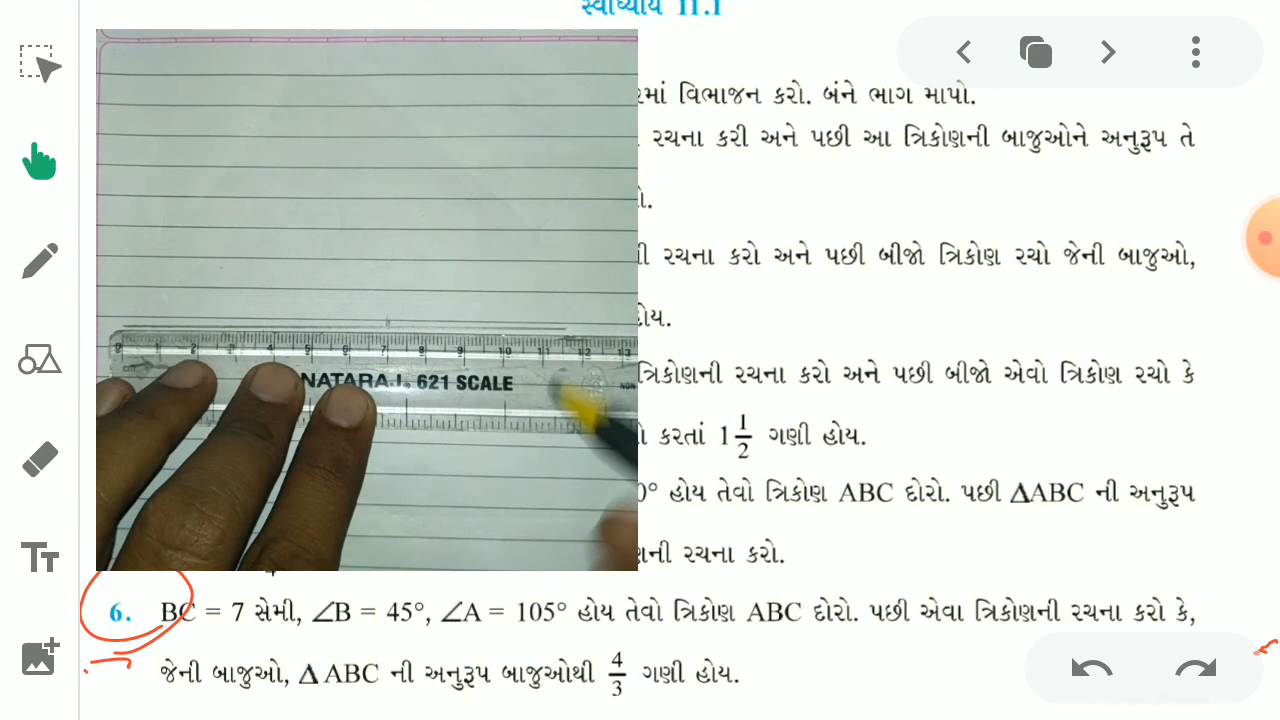 સ્વાધ્યાય 11.1
વિભાજન કરો. બંને ભાગ માપો.
રચના કરી અને પછી આ ત્રિકોણની બાજુઓને અનુરૂપ તે
રચના કરો અને પછી બીજો ત્રિકોણ રચો જેની બાજુઓ,
0 1 2 3 4 5 6 7 8 9 10 11 12 13
NATARAJ 621 SCALE
ત્રિકોણની રચના કરો અને પછી બીજો એવો ત્રિકોણ રચો કે
કરતાં 1 1/2 ગણી હોય.
0° હોય તેવો ત્રિકોણ ABC દોરો. પછી ΔABC ની અનુરૂપ
રચના કરો.
6. BC = 7 સેમી, ∠B = 45°, ∠A = 105° હોય તેવો ત્રિકોણ ABC દોરો. પછી એવા ત્રિકોણની રચના કરો કે,
જેની બાજુઓ, Δ ABC ની અનુરૂપ બાજુઓથી 4/3 ગણી હોય.